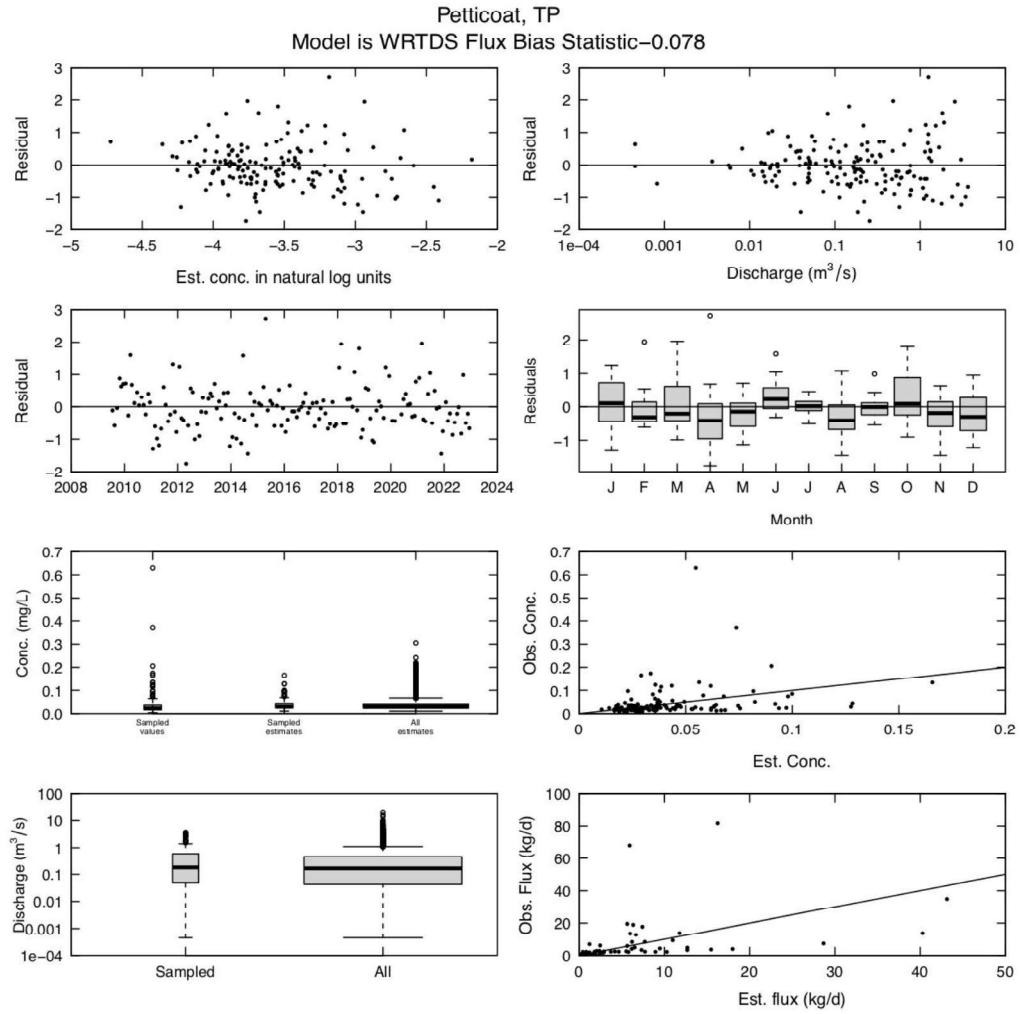 Petticoat, TP
Model is WRTDS Flux Bias Statistic−0.078
3
2
1
0
−1
−2
Residual
−5
−4.5
−4
−3.5
−3
−2.5
−2
Est. conc. in natural log units
3
2
1
0
−1
−2
Residual
1e−04
0.001
0.01
0.1
1
10
Discharge (m³/s)
3
2
1
0
−1
−2
Residual
2008
2010
2012
2014
2016
2018
2020
2022
2024
2
1
0
−1
Residuals
J
F
M
A
M
J
J
A
S
O
N
D
Month
0.7
0.6
0.5
0.4
0.3
0.2
0.1
0.0
Conc. (mg/L)
Sampled values
Sampled estimates
All estimates
0.7
0.6
0.5
0.4
0.3
0.2
0.1
0
Obs. Conc.
0
0.05
0.1
0.15
0.2
Est. Conc.
100
10
1
0.1
0.01
0.001
1e−04
Discharge (m³/s)
Sampled
All
100
80
60
40
20
0
Obs. Flux (kg/d)
0
10
20
30
40
50
Est. flux (kg/d)